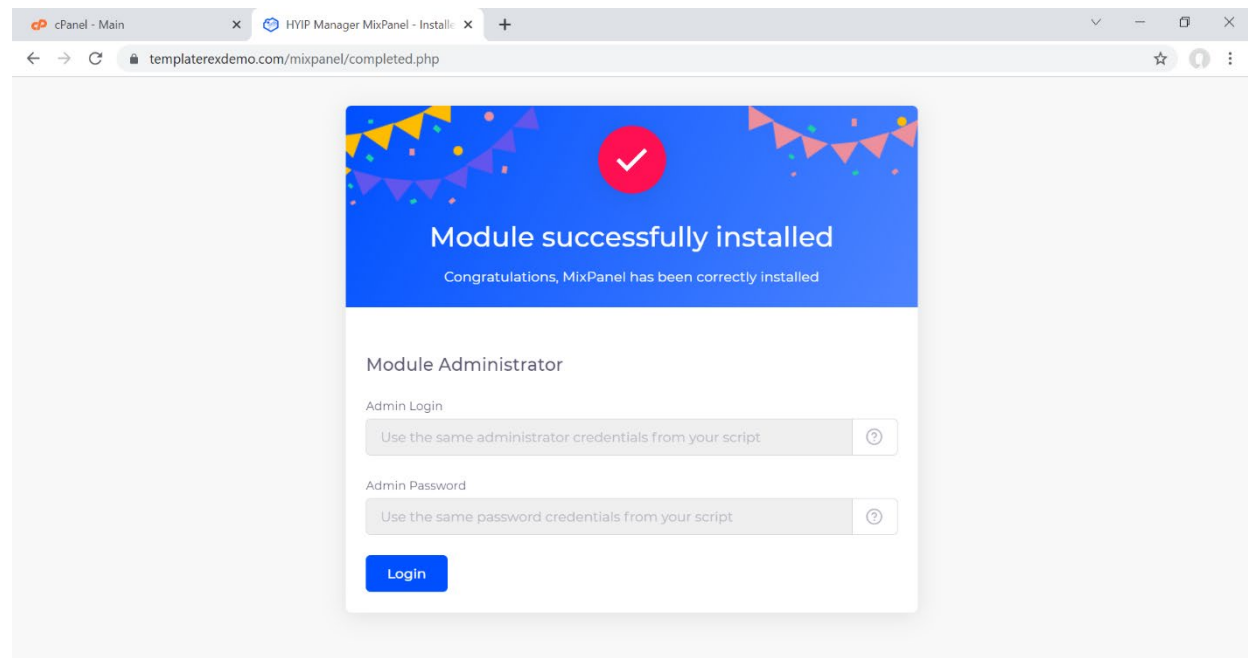 cPanel - Main
HYIP Manager MixPanel - Installe
templaterexdemo.com/mixpanel/completed.php
Module successfully installed
Congratulations, MixPanel has been correctly installed
Module Administrator
Admin Login
Use the same administrator credentials from your script
Admin Password
Use the same password credentials from your script
Login